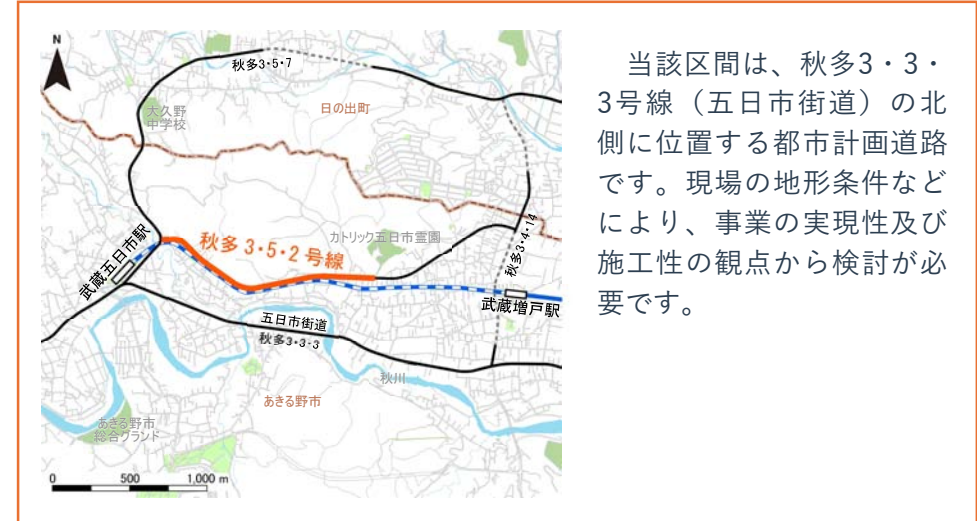 N
秋多3・5・7
大久野
中学校
日の出町
秋多3・4・14
カトリック五日市霊園
秋多3・5・2号線
武蔵五日市駅
武蔵増戸駅
五日市街道
秋多3・3・3
秋川
あきる野市
あきる野市
総合グランド
0 500 1,000 m
当該区間は、秋多3・3・
3号線（五日市街道）の北
側に位置する都市計画道路
です。現場の地形条件など
により、事業の実現性及び
施工性の観点から検討が必
要です。